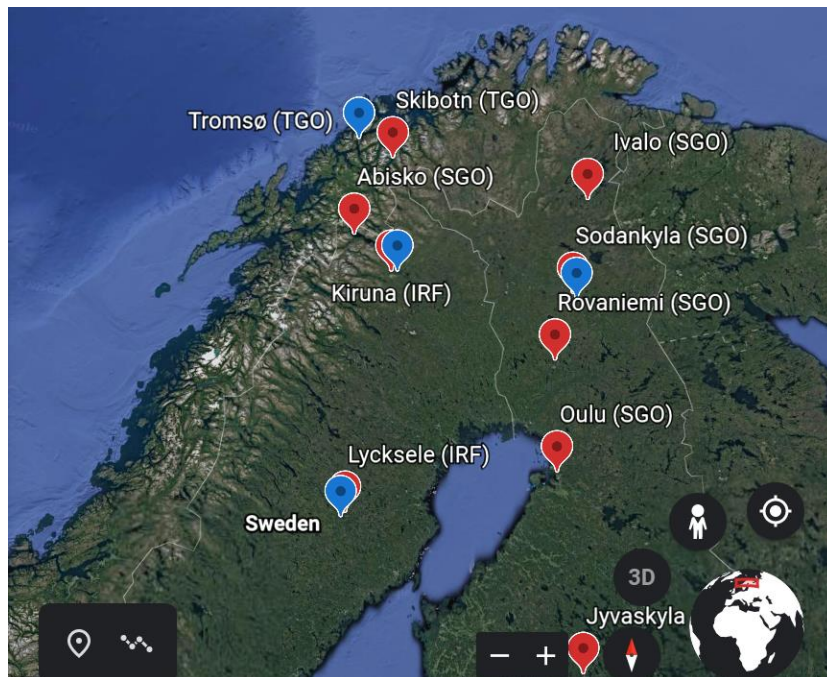 Skibotn (TGO)
Tromsø (TGO)
Ivalo (SGO)
Abisko (SGO)
Sodankyla (SGO)
Kiruna (IRF)
Rovaniemi (SGO)
Oulu (SGO)
Lycksele (IRF)
Sweden
3D
Jyvaskyla